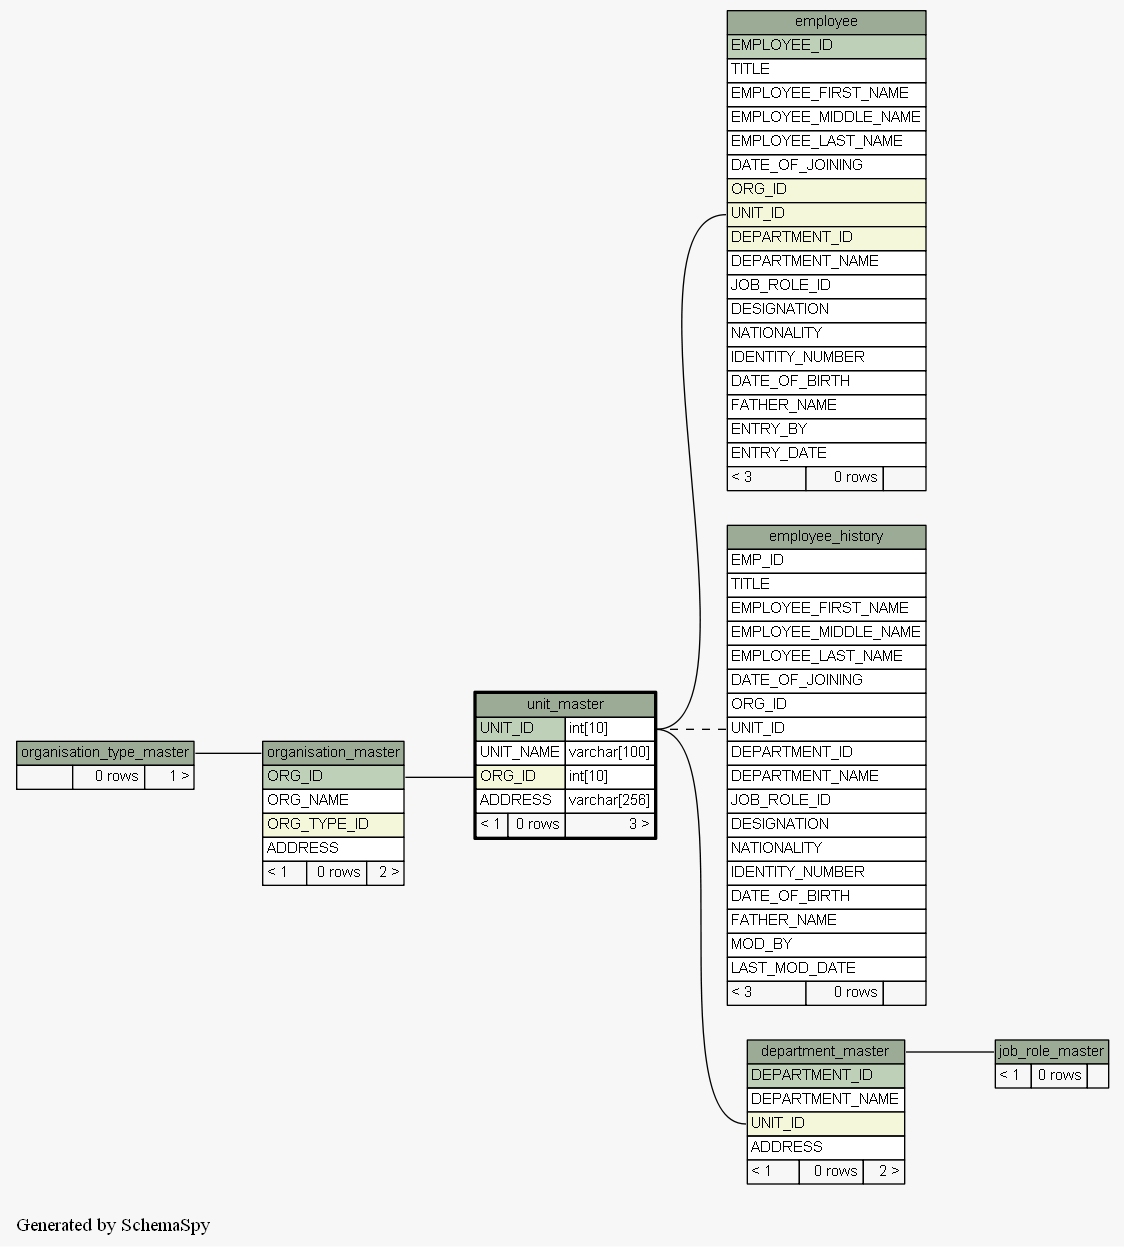 employee
EMPLOYEE_ID
TITLE
EMPLOYEE_FIRST_NAME
EMPLOYEE_MIDDLE_NAME
EMPLOYEE_LAST_NAME
DATE_OF_JOINING
ORG_ID
UNIT_ID
DEPARTMENT_ID
DEPARTMENT_NAME
JOB_ROLE_ID
DESIGNATION
NATIONALITY
IDENTITY_NUMBER
DATE_OF_BIRTH
FATHER_NAME
ENTRY_BY
ENTRY_DATE
< 3 0 rows
employee_history
EMP_ID
TITLE
EMPLOYEE_FIRST_NAME
EMPLOYEE_MIDDLE_NAME
EMPLOYEE_LAST_NAME
DATE_OF_JOINING
ORG_ID
UNIT_ID
DEPARTMENT_ID
DEPARTMENT_NAME
JOB_ROLE_ID
DESIGNATION
NATIONALITY
IDENTITY_NUMBER
DATE_OF_BIRTH
FATHER_NAME
MOD_BY
LAST_MOD_DATE
< 3 0 rows
unit_master
UNIT_ID int[10]
UNIT_NAME varchar[100]
ORG_ID int[10]
ADDRESS varchar[256]
< 1 0 rows 3 >
organisation_type_master
0 rows 1 >
organisation_master
ORG_ID
ORG_NAME
ORG_TYPE_ID
ADDRESS
< 1 0 rows 2 >
department_master
DEPARTMENT_ID
DEPARTMENT_NAME
UNIT_ID
ADDRESS
< 1 0 rows 2 >
job_role_master
< 1 0 rows
Generated by SchemaSpy